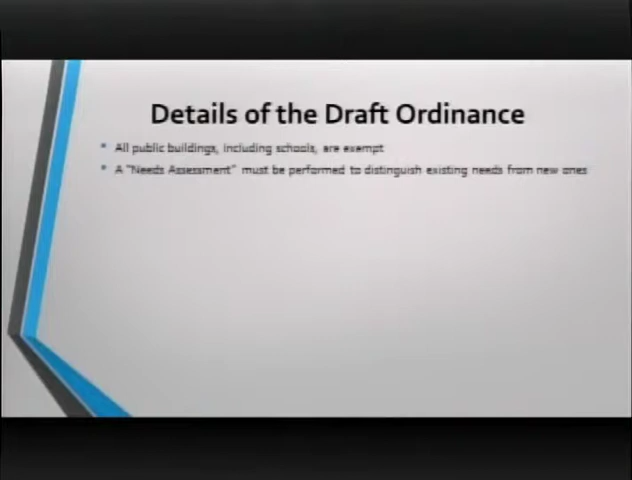 Details of the Draft Ordinance
• All public buildings, including schools, are exempt
• A "Needs Assessment" must be performed to distinguish existing needs from new ones